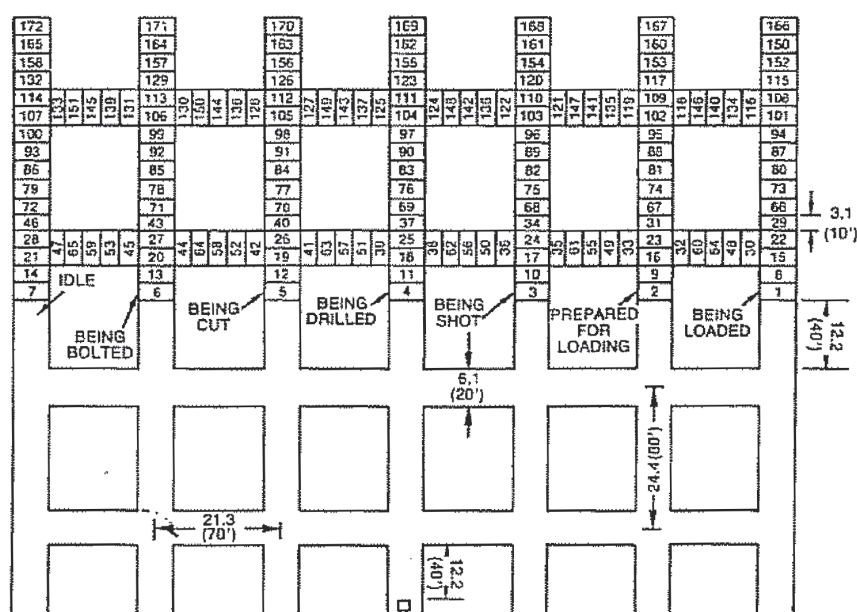 172 171 170 169 168 167 166
165 164 163 162 161 160 159
158 157 156 155 154 153 152
132 129 126 123 120 117 115
114 113 112 111 110 109 108
133 151 145 139 131 130 150 144 138 128 127 149 143 137 125 124 148 142 136 122 121 147 141 135 119 118 146 140 134 116
107 106 105 104 103 102 101
100 99 98 97 96 95 94
93 92 91 90 89 88 87
86 85 84 83 82 81 80
79 78 77 76 75 74 73
72 71 70 69 68 67 66
46 43 40 37 34 31 29
3.1
(10')
28 27 26 25 24 23 22
47 65 59 53 45 44 64 58 52 42 41 63 57 51 39 38 62 56 50 36 35 61 55 49 33 32 60 54 48 30
21 20 19 18 17 16 15
14 13 12 11 10 9 8
7 6 5 4 3 2 1
IDLE
BEING
BOLTED
BEING
CUT
BEING
DRILLED
BEING
SHOT
PREPARED
FOR
LOADING
BEING
LOADED
12.2
(40')
6.1
(20')
24.4 (80')
21.3
(70')
12.2
(40')